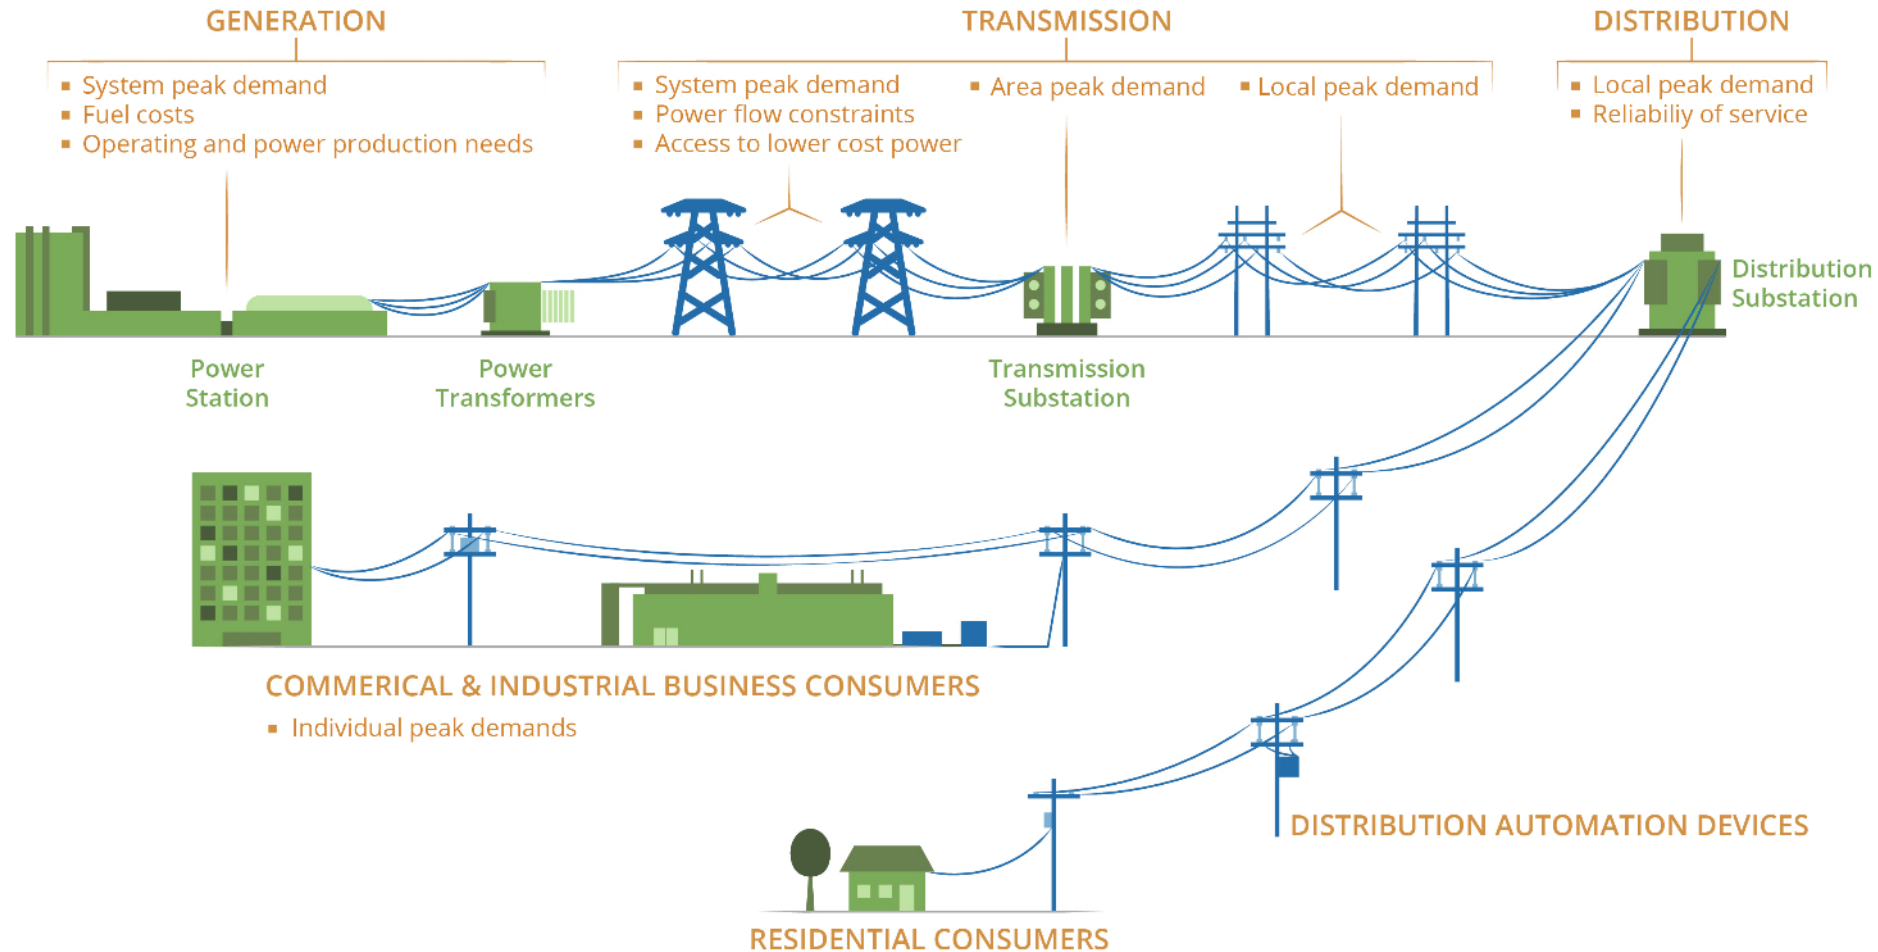 GENERATION
▪ System peak demand
▪ Fuel costs
▪ Operating and power production needs
TRANSMISSION
▪ System peak demand
▪ Power flow constraints
▪ Access to lower cost power
▪ Area peak demand
▪ Local peak demand
DISTRIBUTION
▪ Local peak demand
▪ Reliabiliy of service
Distribution
Substation
Power
Station
Power
Transformers
Transmission
Substation
COMMERICAL & INDUSTRIAL BUSINESS CONSUMERS
▪ Individual peak demands
DISTRIBUTION AUTOMATION DEVICES
RESIDENTIAL CONSUMERS